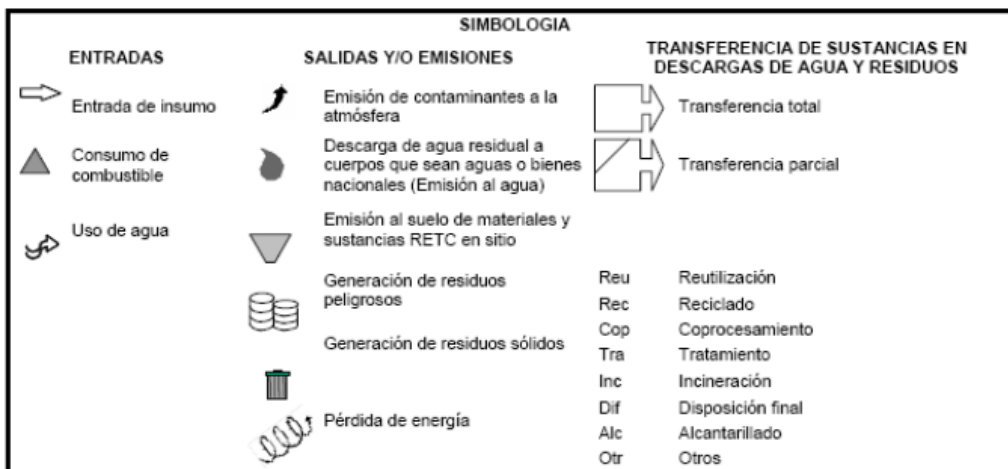 SIMBOLOGIA
ENTRADAS
Entrada de insumo
Consumo de
combustible
Uso de agua
SALIDAS Y/O EMISIONES
Emisión de contaminantes a la
atmósfera
Descarga de agua residual a
cuerpos que sean aguas o bienes
nacionales (Emisión al agua)
Emisión al suelo de materiales y
sustancias RETC en sitio
Generación de residuos
peligrosos
Generación de residuos sólidos
Pérdida de energía
TRANSFERENCIA DE SUSTANCIAS EN
DESCARGAS DE AGUA Y RESIDUOS
Transferencia total
Transferencia parcial
Reu Reutilización
Rec Reciclado
Cop Coprocesamiento
Tra Tratamiento
Inc Incineración
Dif Disposición final
Alc Alcantarillado
Otr Otros